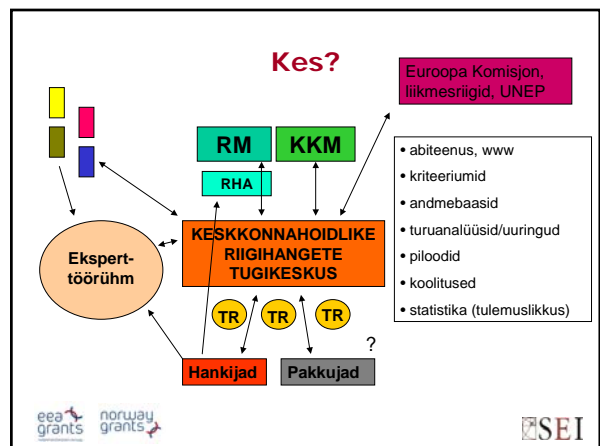 Kes?
Euroopa Komisjon,
liikmesriigid, UNEP
RM
KKM
RHA
KESKKONNAHOIDLIKE
RIIGIHANGETE
TUGIKESKUS
Ekspert-
töörühm
• abiteenus, www
• kriteeriumid
• andmebaasid
• turuanalüüsid/uuringud
• piloodid
• koolitused
• statistika (tulemuslikkus)
TR
TR
TR
?
Hankijad
Pakkujad
eea
grants
norway
grants
SEI